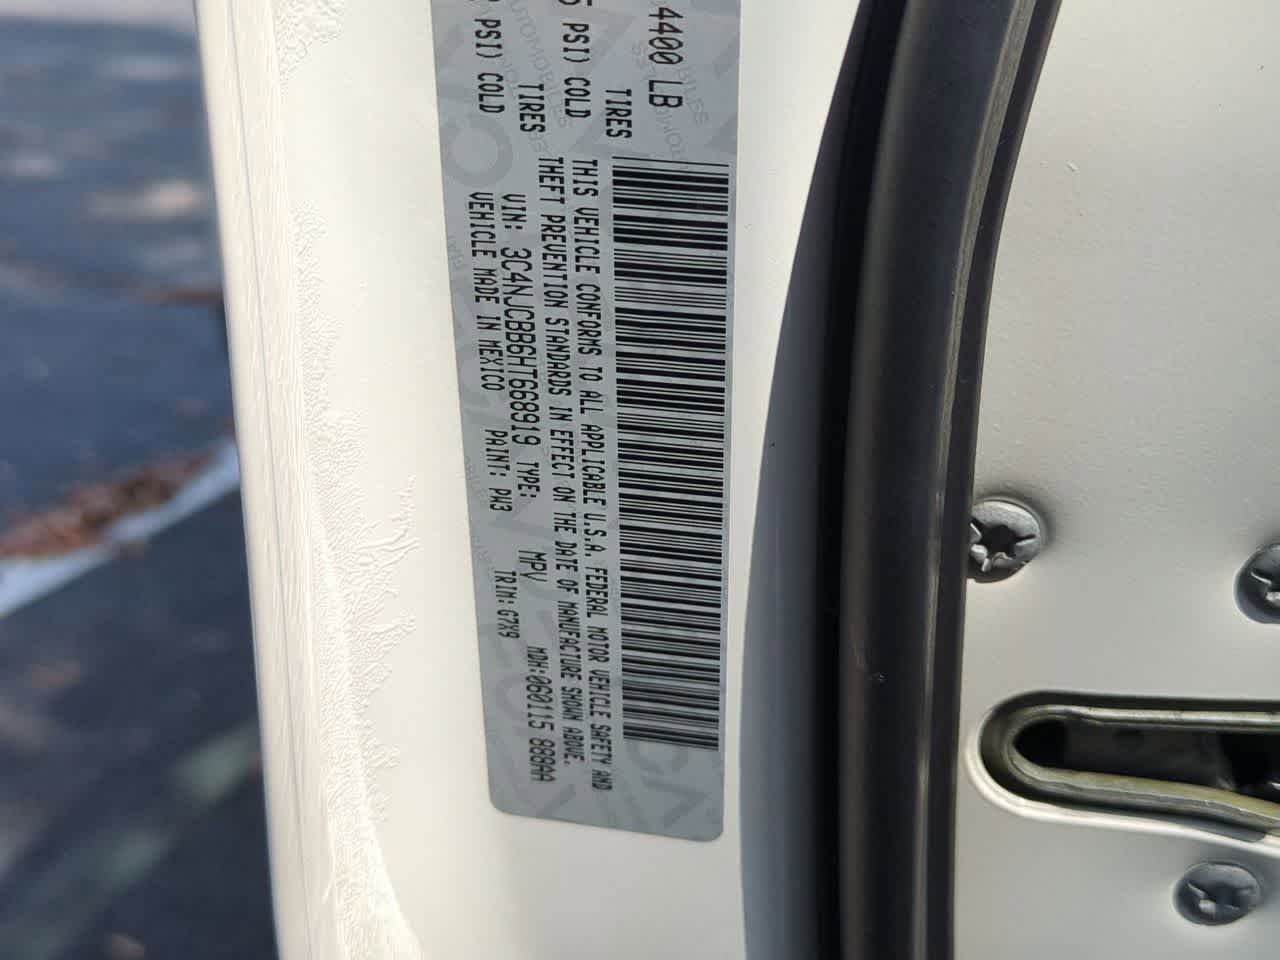 4400 LB
TIRES
5 PSI) COLD
TIRES
PSI) COLD
THIS VEHICLE CONFORMS TO ALL APPLICABLE U.S.A. FEDERAL MOTOR VEHICLE SAFETY AND
THEFT PREVENTION STANDARDS IN EFFECT ON THE DATE OF MANUFACTURE SHOWN ABOVE.
VIN: 3C4NJCBB6HT668919 TYPE: MPV MDH:060115 888AA
VEHICLE MADE IN MEXICO PAINT: PW3 TRIM: G7X9